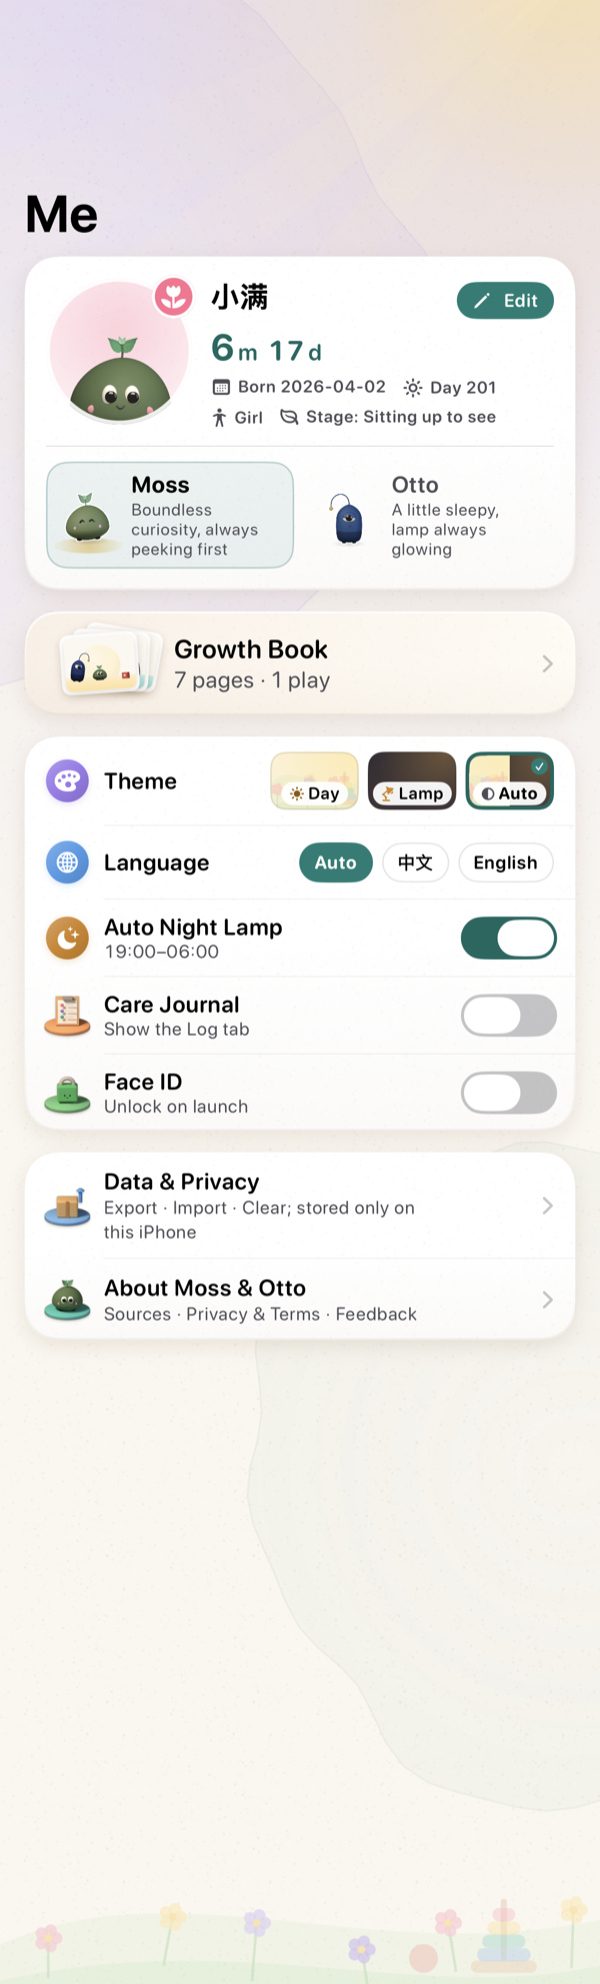 Me
小满
Edit
6m 17d
Born 2026-04-02 Day 201
Girl Stage: Sitting up to see
Moss
Boundless
curiosity, always
peeking first
Otto
A little sleepy,
lamp always
glowing
Growth Book
7 pages · 1 play
Theme
Day
Lamp
Auto
Language
Auto
中文
English
Auto Night Lamp
19:00–06:00
Care Journal
Show the Log tab
Face ID
Unlock on launch
Data & Privacy
Export · Import · Clear; stored only on
this iPhone
About Moss & Otto
Sources · Privacy & Terms · Feedback